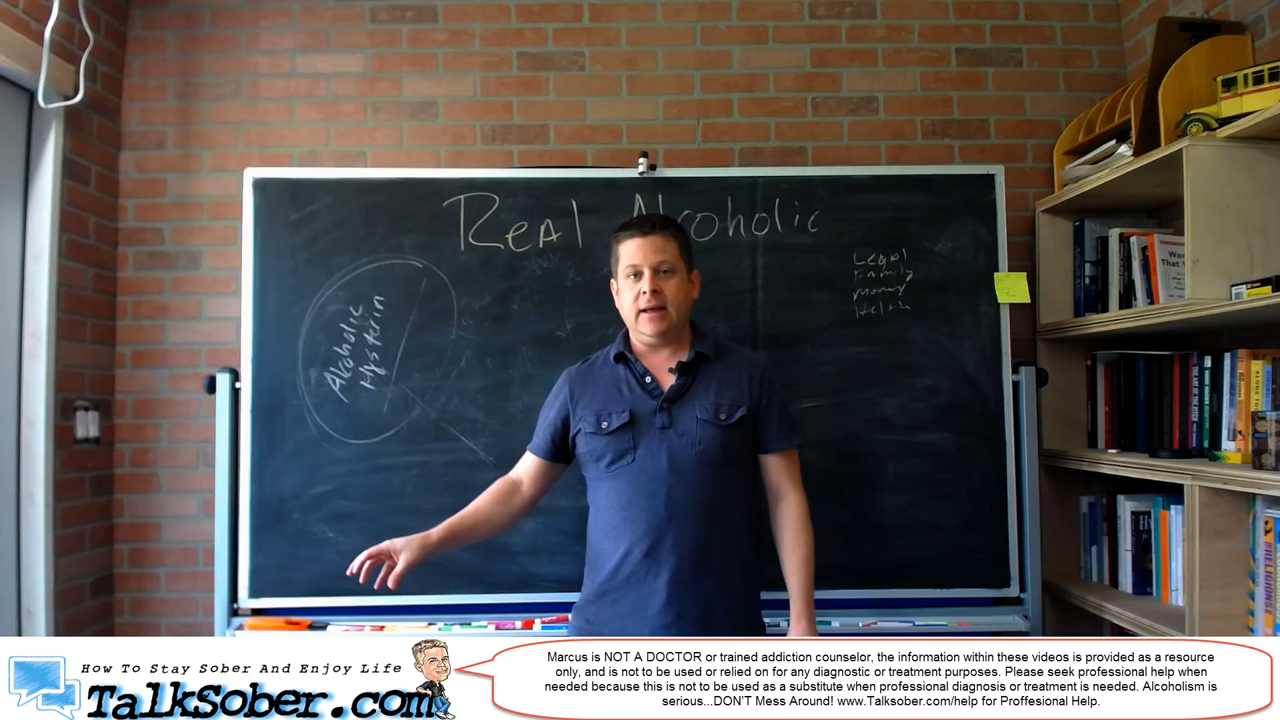 Real Alcoholic
Legal
Family
Money
Helth
Alcoholic
Hysterin
How To Stay Sober And Enjoy Life
TalkSober.com
Marcus is NOT A DOCTOR or trained addiction counselor, the information within these videos is provided as a resource
only, and is not to be used or relied on for any diagnostic or treatment purposes. Please seek professional help when
needed because this is not to be used as a substitute when professional diagnosis or treatment is needed. Alcoholism is
serious...DON'T Mess Around! www.TalkSober.com/help for Proffesional Help.